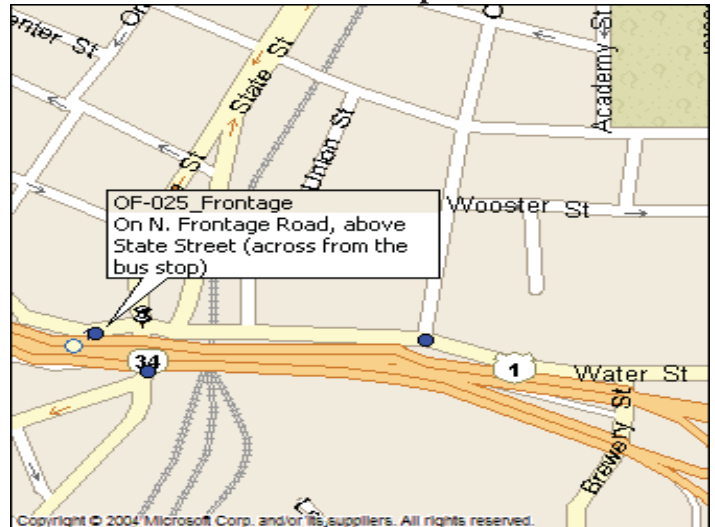 enter St
State St
Academy St
Union St
St
Wooster St
OF-025_Frontage
On N. Frontage Road, above
State Street (across from the
bus stop)
34
1
Water St
Brewery St
Copyright © 2004 Microsoft Corp. and/or its suppliers. All rights reserved.